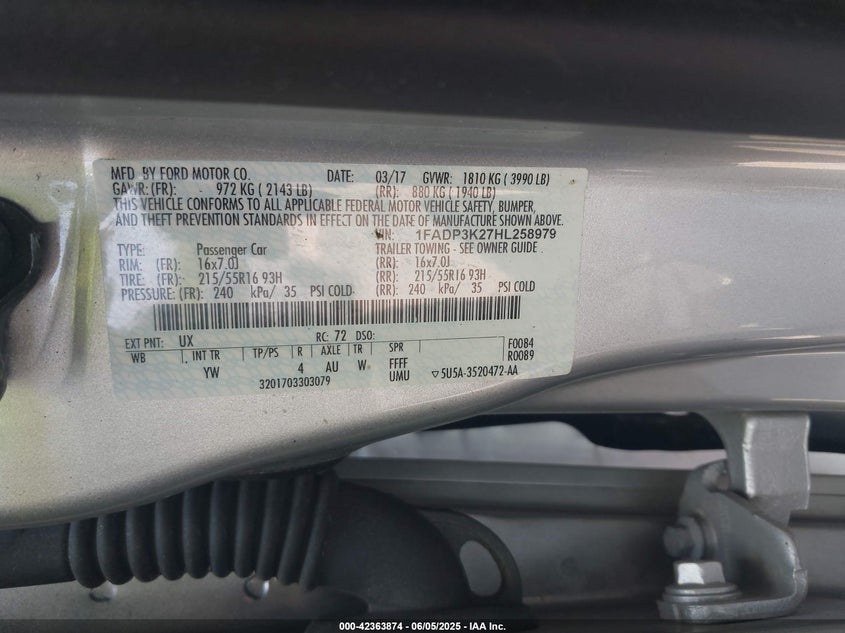 MFD. BY FORD MOTOR CO. DATE: 03/17 GVWR: 1810 KG ( 3990 LB)
GAWR: (FR): 972 KG ( 2143 LB) (RR): 880 KG ( 1940 LB)
THIS VEHICLE CONFORMS TO ALL APPLICABLE FEDERAL MOTOR VEHICLE SAFETY, BUMPER,
AND THEFT PREVENTION STANDARDS IN EFFECT ON THE DATE OF MANUFACTURE SHOWN ABOVE.
VIN: 1FADP3K27HL258979
TYPE: Passenger Car TRAILER TOWING - SEE OWNER GUIDE
RIM: (FR): 16x7.0J (RR): 16x7.0J
TIRE: (FR): 215/55R16 93H (RR): 215/55R16 93H
PRESSURE: (FR): 240 kPa/ 35 PSI COLD (RR): 240 kPa/ 35 PSI COLD
EXT PNT: UX RC: 72 DSO: F0084
WB INT TR TP/PS R AXLE TR SPR R0089
YW 4 AU W FFFF
3201703303079 UMU ▽ 5U5A-3520472-AA
000-42363874 / 06/05/2025 - IAA Inc.